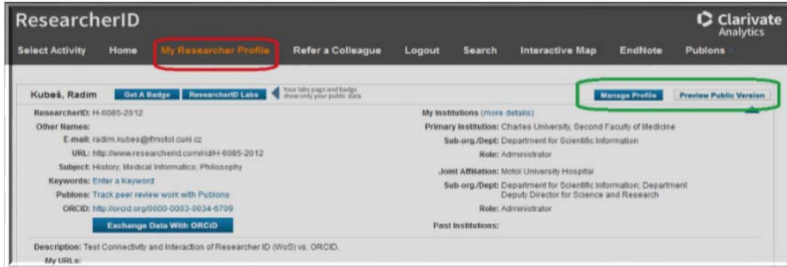 ResearcherID
Clarivate
Analytics
Select Activity Home My Researcher Profile Refer a Colleague Logout Search Interactive Map EndNote Publons
Kubeš, Radim Get A Badge ResearcherID Labs Your labs page and badge show only your public data Manage Profile Preview Public Version
ResearcherID: H-6085-2012
Other Names:
E-mail: radim.kubes@lfmotol.cuni.cz
URL: http://www.researcherid.com/rid/H-6085-2012
Subject: History; Medical Informatics; Philosophy
Keywords: Enter a Keyword
Publons: Track peer review work with Publons
ORCID: http://orcid.org/0000-0003-0034-6709
Exchange Data With ORCID
My Institutions (more details)
Primary Institution: Charles University, Second Faculty of Medicine
Sub-org./Dept: Department for Scientific Information
Role: Administrator
Joint Affiliation: Motol University Hospital
Sub-org./Dept: Department for Scientific Information; Department
Deputy Director for Science and Research
Role: Administrator
Past Institutions:
Description: Test Connectivity and Interaction of Researcher ID (WoS) vs. ORCID.
My URLs: